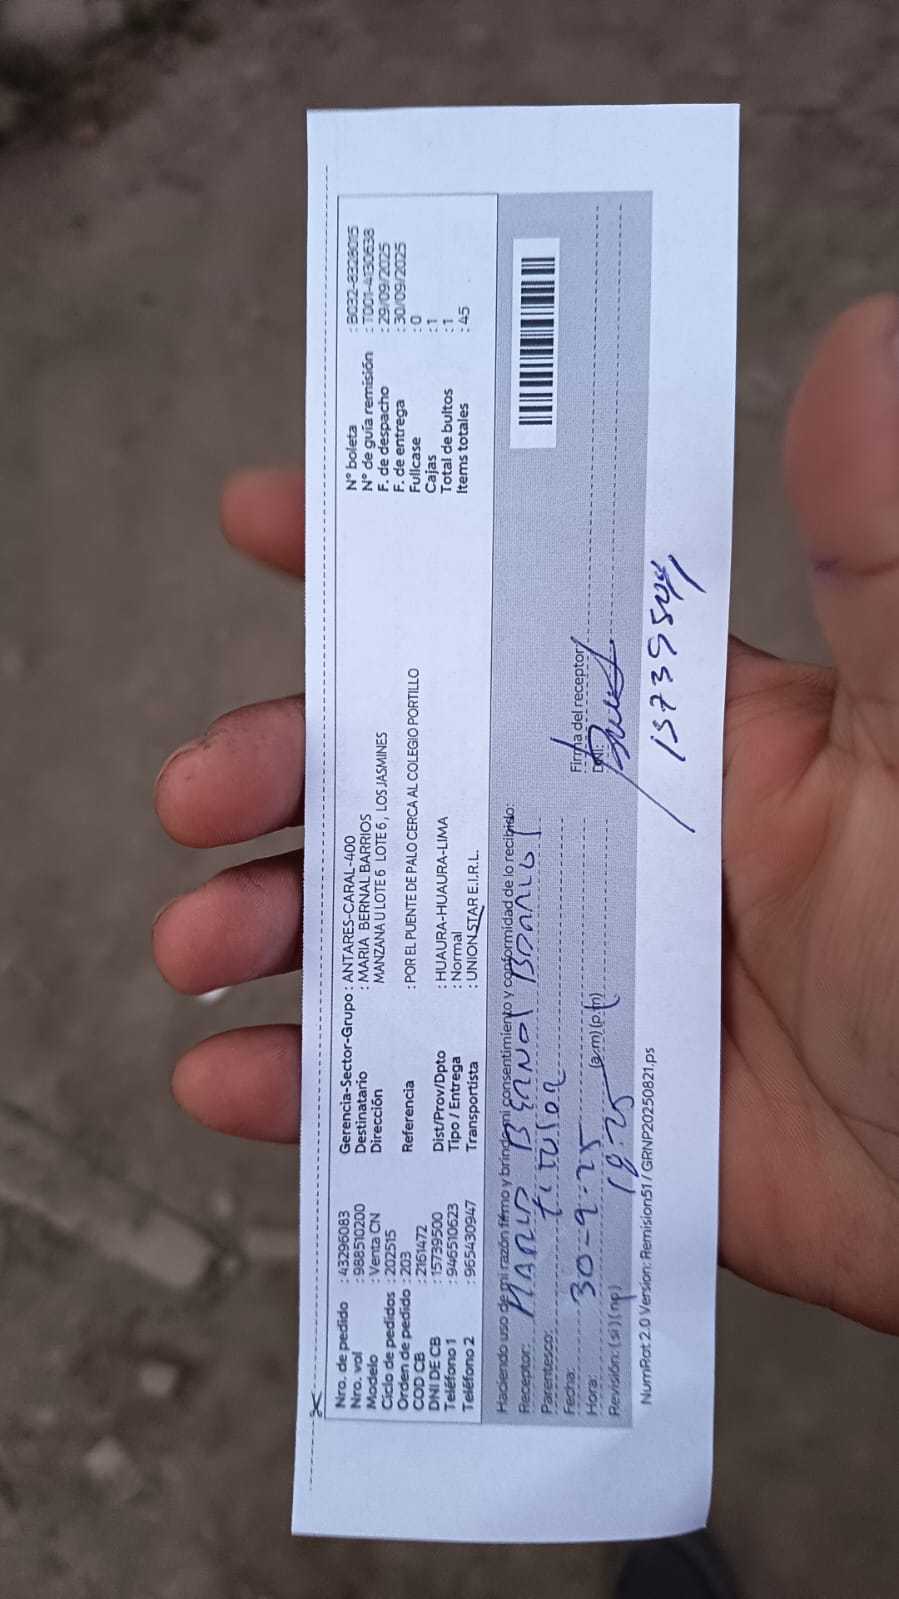 Nro. de pedido : 43296083
Nro. vol : 988510200
Modelo : Venta CN
Ciclo de pedidos : 202515
Orden de pedido : 203
COD CB : 2161472
DNI DE CB : 15739500
Teléfono 1 : 946510623
Teléfono 2 : 965430947
Gerencia-Sector-Grupo : ANTARES-CARAL-400
Destinatario : MARIA BERNAL BARRIOS
Dirección MANZANA U LOTE 6 LOTE 6 , LOS JASMINES
Referencia : POR EL PUENTE DE PALO CERCA AL COLEGIO PORTILLO
Dist/Prov/Dpto : HUAURA-HUAURA-LIMA
Tipo / Entrega : Normal
Transportista : UNION STAR E.I.R.L.
N° boleta : B032-8328015
N° de guía remisión : T001-4130638
F. de despacho : 29/09/2025
F. de entrega : 30/09/2025
Fullcase : 0
Cajas : 1
Total de bultos : 1
Items totales : 45
Haciendo uso de mi razón firmo y brindo mi consentimiento y conformidad de lo recibido:
Receptor: MARIA BERNAL
Parentesco: Titular
Fecha: 30-9-25
Hora: 18:25 (a.m) (p.m)
Revisión: (si) (no)
Firma del receptor
DNI:
NumRot 2.0 Version: Remision51 / GRNP20250821.ps